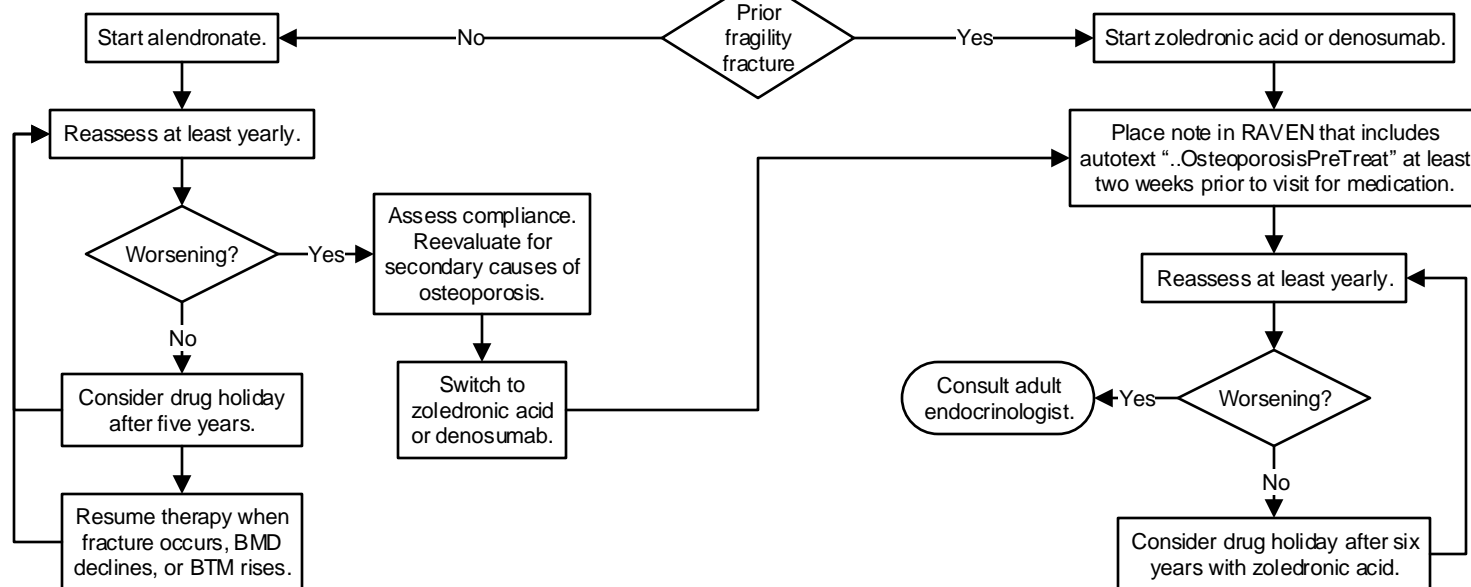 Prior
fragility
fracture
No
Yes
Start alendronate.
Reassess at least yearly.
Worsening?
Yes
Assess compliance.
Reevaluate for
secondary causes of
osteoporosis.
Switch to
zoledronic acid
or denosumab.
No
Consider drug holiday
after five years.
Resume therapy when
fracture occurs, BMD
declines, or BTM rises.
Start zoledronic acid or denosumab.
Place note in RAVEN that includes
autotext “..OsteoporosisPreTreat” at least
two weeks prior to visit for medication.
Reassess at least yearly.
Worsening?
Yes
Consult adult
endocrinologist.
No
Consider drug holiday after six
years with zoledronic acid.